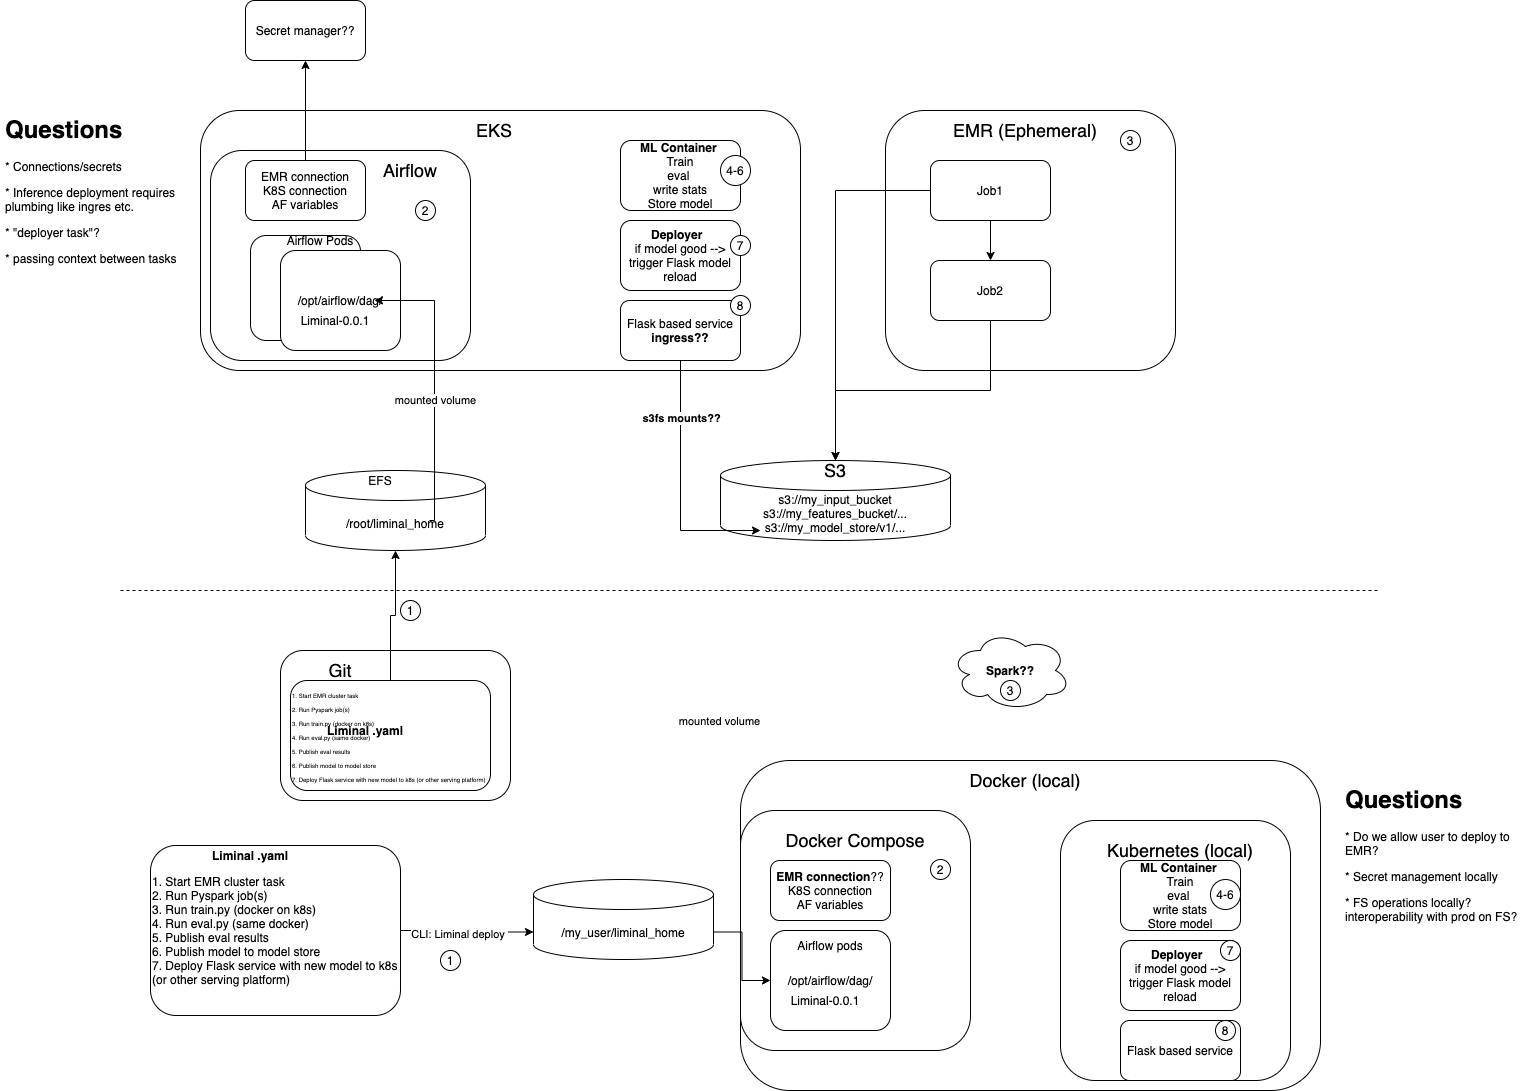 Secret manager??
Questions
* Connections/secrets
* Inference deployment requires
plumbing like ingres etc.
* "deployer task"?
* passing context between tasks
EKS
Airflow
EMR connection
K8S connection
AF variables
2
Airflow Pods
/opt/airflow/dag
Liminal-0.0.1
ML Container
Train
eval
write stats
Store model
4-6
Deployer
if model good -->
trigger Flask model
reload
7
8
Flask based service
ingress??
EMR (Ephemeral)
3
Job1
Job2
mounted volume
s3fs mounts??
EFS
/root/liminal_home
S3
s3://my_input_bucket
s3://my_features_bucket/...
s3://my_model_store/v1/...
1
Git
1. Start EMR cluster task
2. Run Pyspark job(s)
3. Run train.py (docker on k8s)
Liminal .yaml
4. Run eval.py (same docker)
5. Publish eval results
6. Publish model to model store
7. Deploy Flask service with new model to k8s (or other serving platform)
Spark??
3
mounted volume
Liminal .yaml
1. Start EMR cluster task
2. Run Pyspark job(s)
3. Run train.py (docker on k8s)
4. Run eval.py (same docker)
5. Publish eval results
6. Publish model to model store
7. Deploy Flask service with new model to k8s
(or other serving platform)
CLI: Liminal deploy
1
/my_user/liminal_home
Docker (local)
Docker Compose
EMR connection??
K8S connection
AF variables
2
Airflow pods
/opt/airflow/dag/
Liminal-0.0.1
Kubernetes (local)
ML Container
Train
eval
write stats
Store model
4-6
Deployer
if model good -->
trigger Flask model
reload
7
8
Flask based service
Questions
* Do we allow user to deploy to
EMR?
* Secret management locally
* FS operations locally?
interoperability with prod on FS?